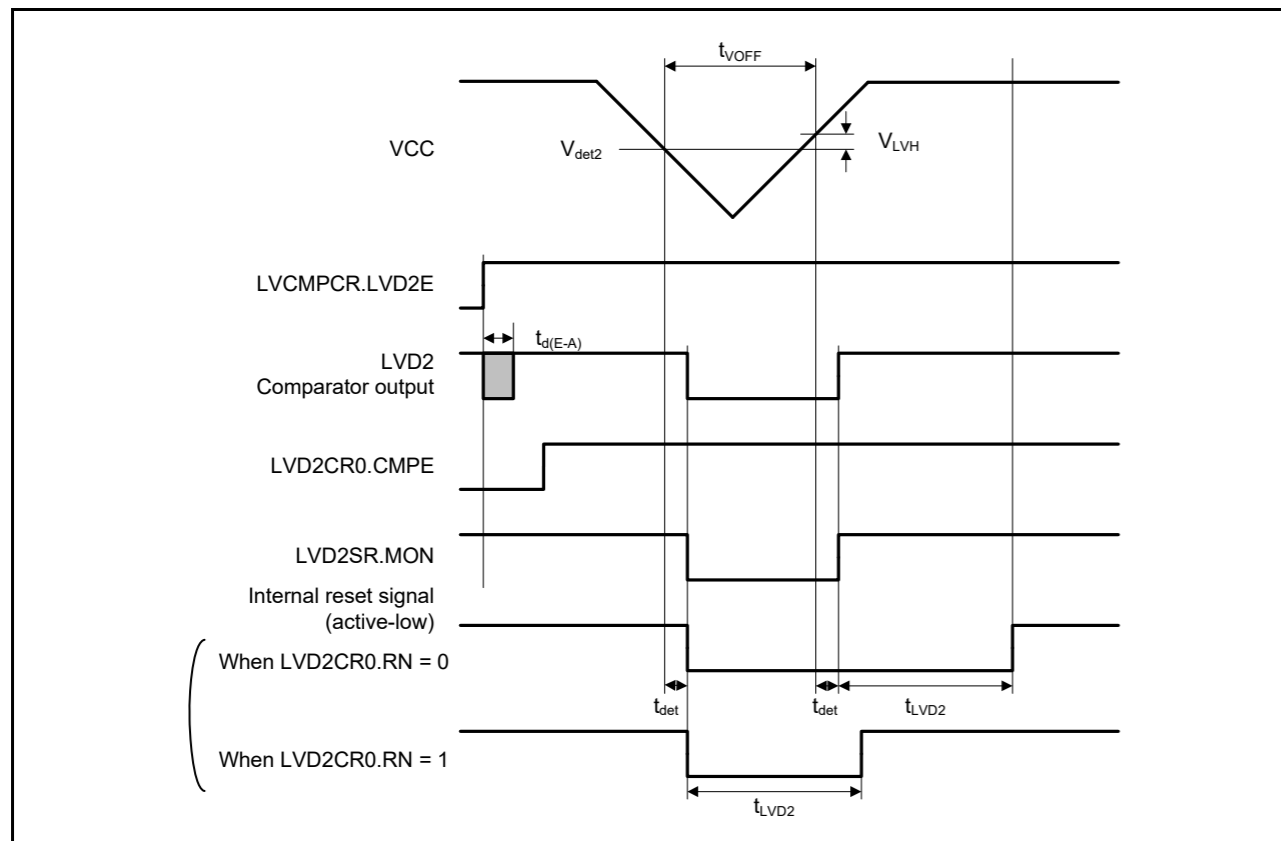 tVOFF
VCC
Vdet2
VLVH
LVCMPCR.LVD2E
td(E-A)
LVD2
Comparator output
LVD2CR0.CMPE
LVD2SR.MON
Internal reset signal
(active-low)
When LVD2CR0.RN = 0
tdet
tdet
tLVD2
When LVD2CR0.RN = 1
tLVD2